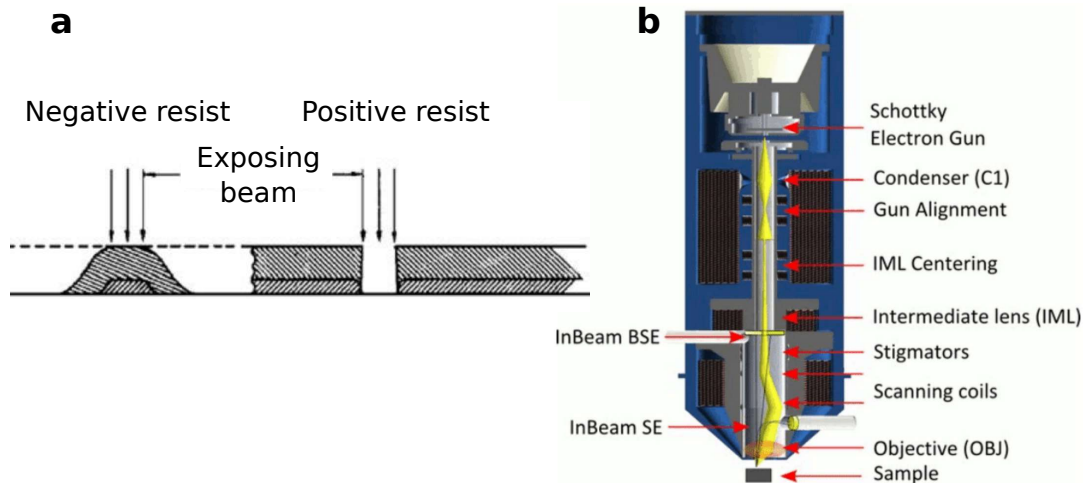 a
Negative resist
Positive resist
Exposing
beam
b
Schottky
Electron Gun
Condenser (C1)
Gun Alignment
IML Centering
Intermediate lens (IML)
InBeam BSE
Stigmators
Scanning coils
InBeam SE
Objective (OBJ)
Sample